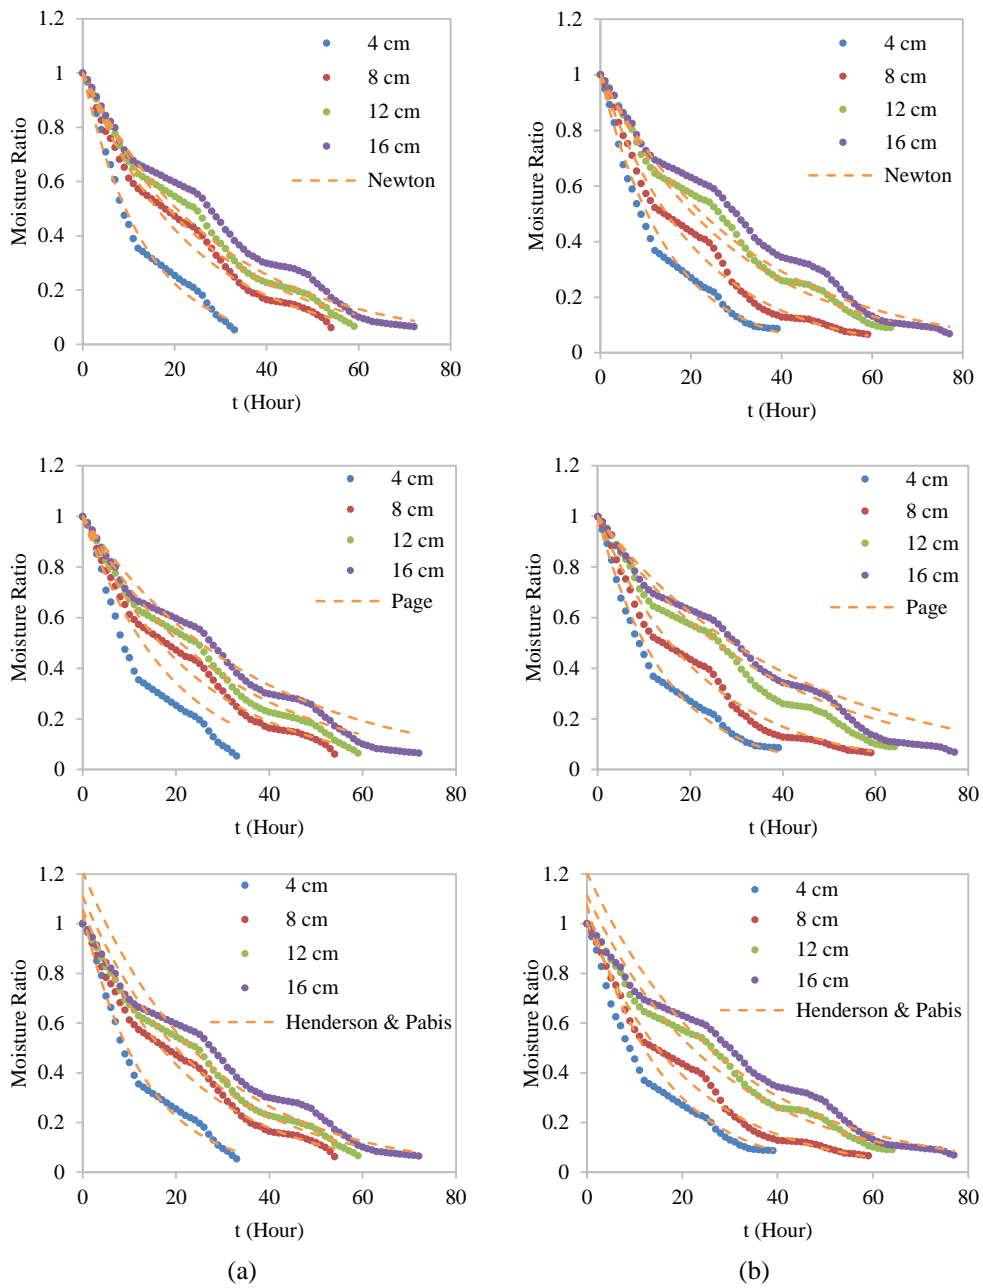 1.2
1
0.8
0.6
0.4
0.2
0
Moisture Ratio
4 cm
8 cm
12 cm
16 cm
Newton
0 20 40 60 80
t (Hour)
1.2
1
0.8
0.6
0.4
0.2
0
Moisture Ratio
4 cm
8 cm
12 cm
16 cm
Newton
0 20 40 60 80
t (Hour)
1.2
1
0.8
0.6
0.4
0.2
0
Moisture Ratio
4 cm
8 cm
12 cm
16 cm
Page
0 20 40 60 80
t (Hour)
1.2
1
0.8
0.6
0.4
0.2
0
Moisture Ratio
4 cm
8 cm
12 cm
16 cm
Page
0 20 40 60 80
t (Hour)
1.2
1
0.8
0.6
0.4
0.2
0
Moisture Ratio
4 cm
8 cm
12 cm
16 cm
Henderson & Pabis
0 20 40 60 80
t (Hour)
(a)
1.2
1
0.8
0.6
0.4
0.2
0
Moisture Ratio
4 cm
8 cm
12 cm
16 cm
Henderson & Pabis
0 20 40 60 80
t (Hour)
(b)